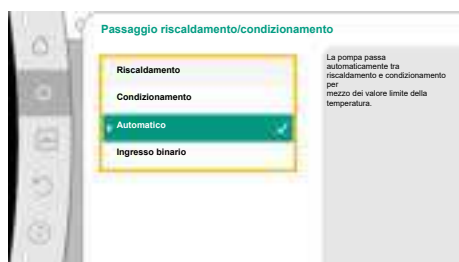 Passaggio riscaldamento/condizionamento
Riscaldamento
Condizionamento
Automatico
Ingresso binario
La pompa passa
automaticamente tra
riscaldamento e condizionamento
per
mezzo dei valore limite della
temperatura.